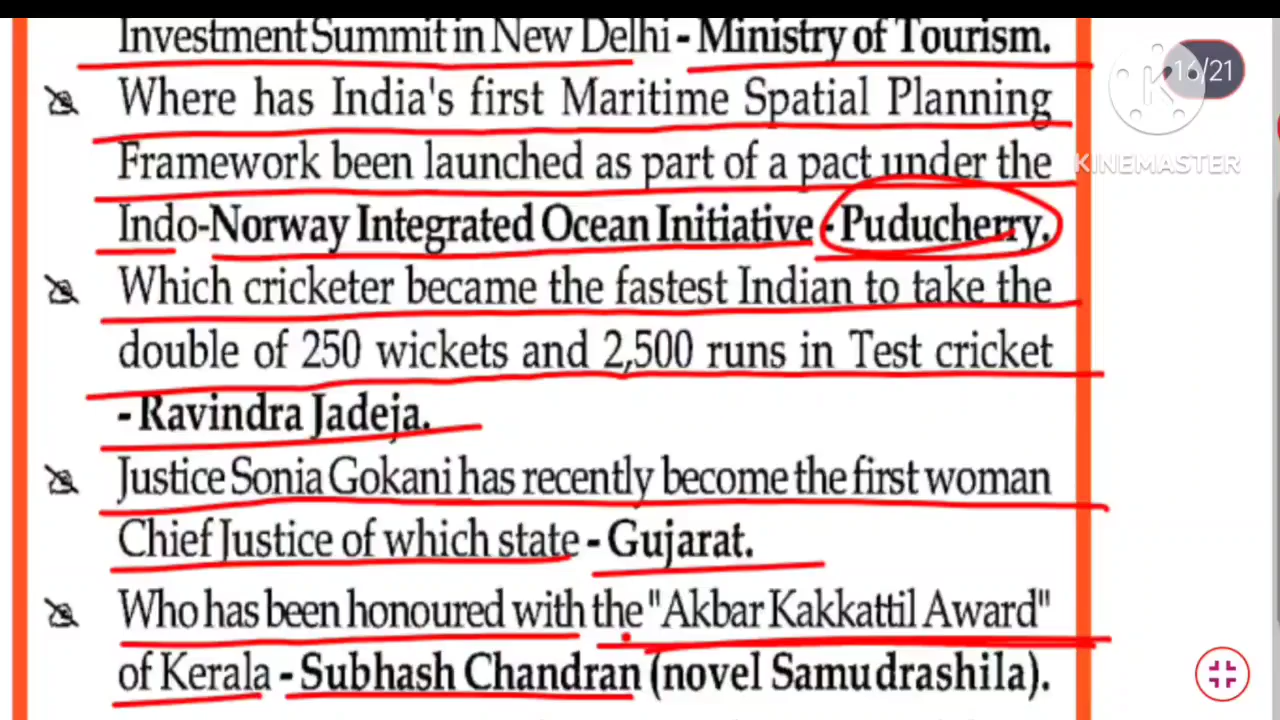 Investment Summit in New Delhi - Ministry of Tourism.
16/21
Where has India's first Maritime Spatial Planning
KINEMASTER
Framework been launched as part of a pact under the
Indo-Norway Integrated Ocean Initiative - Puducherry.
Which cricketer became the fastest Indian to take the
double of 250 wickets and 2,500 runs in Test cricket
- Ravindra Jadeja.
Justice Sonia Gokani has recently become the first woman
Chief Justice of which state - Gujarat.
Who has been honoured with the "Akbar Kakkattil Award"
of Kerala - Subhash Chandran (novel Samudrashila).